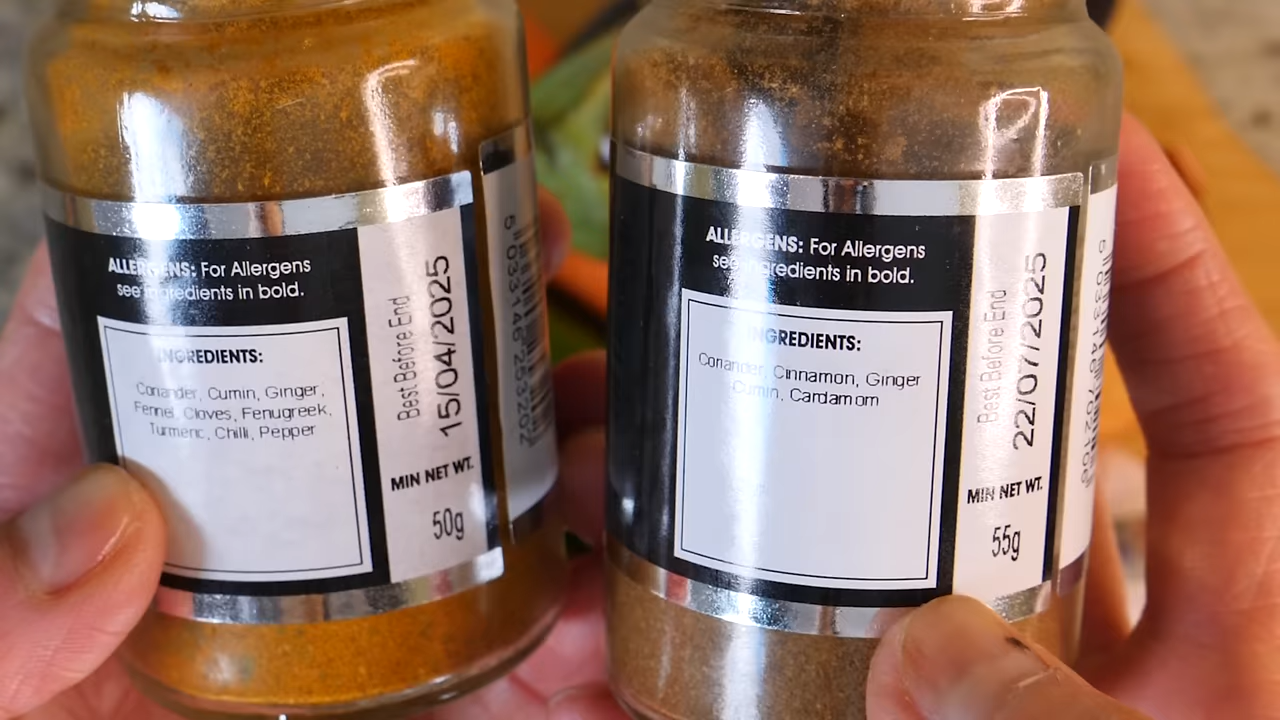 ALLERGENS: For Allergens
see ingredients in bold.
INGREDIENTS:
Coriander, Cumin, Ginger,
Fennel, Cloves, Fenugreek,
Turmeric, Chilli, Pepper
Best Before End
15/04/2025
MIN NET WT.
50g
ALLERGENS: For Allergens
see ingredients in bold.
INGREDIENTS:
Coriander, Cinnamon, Ginger
Cumin, Cardamom
Best Before End
22/07/2025
MIN NET WT.
55g